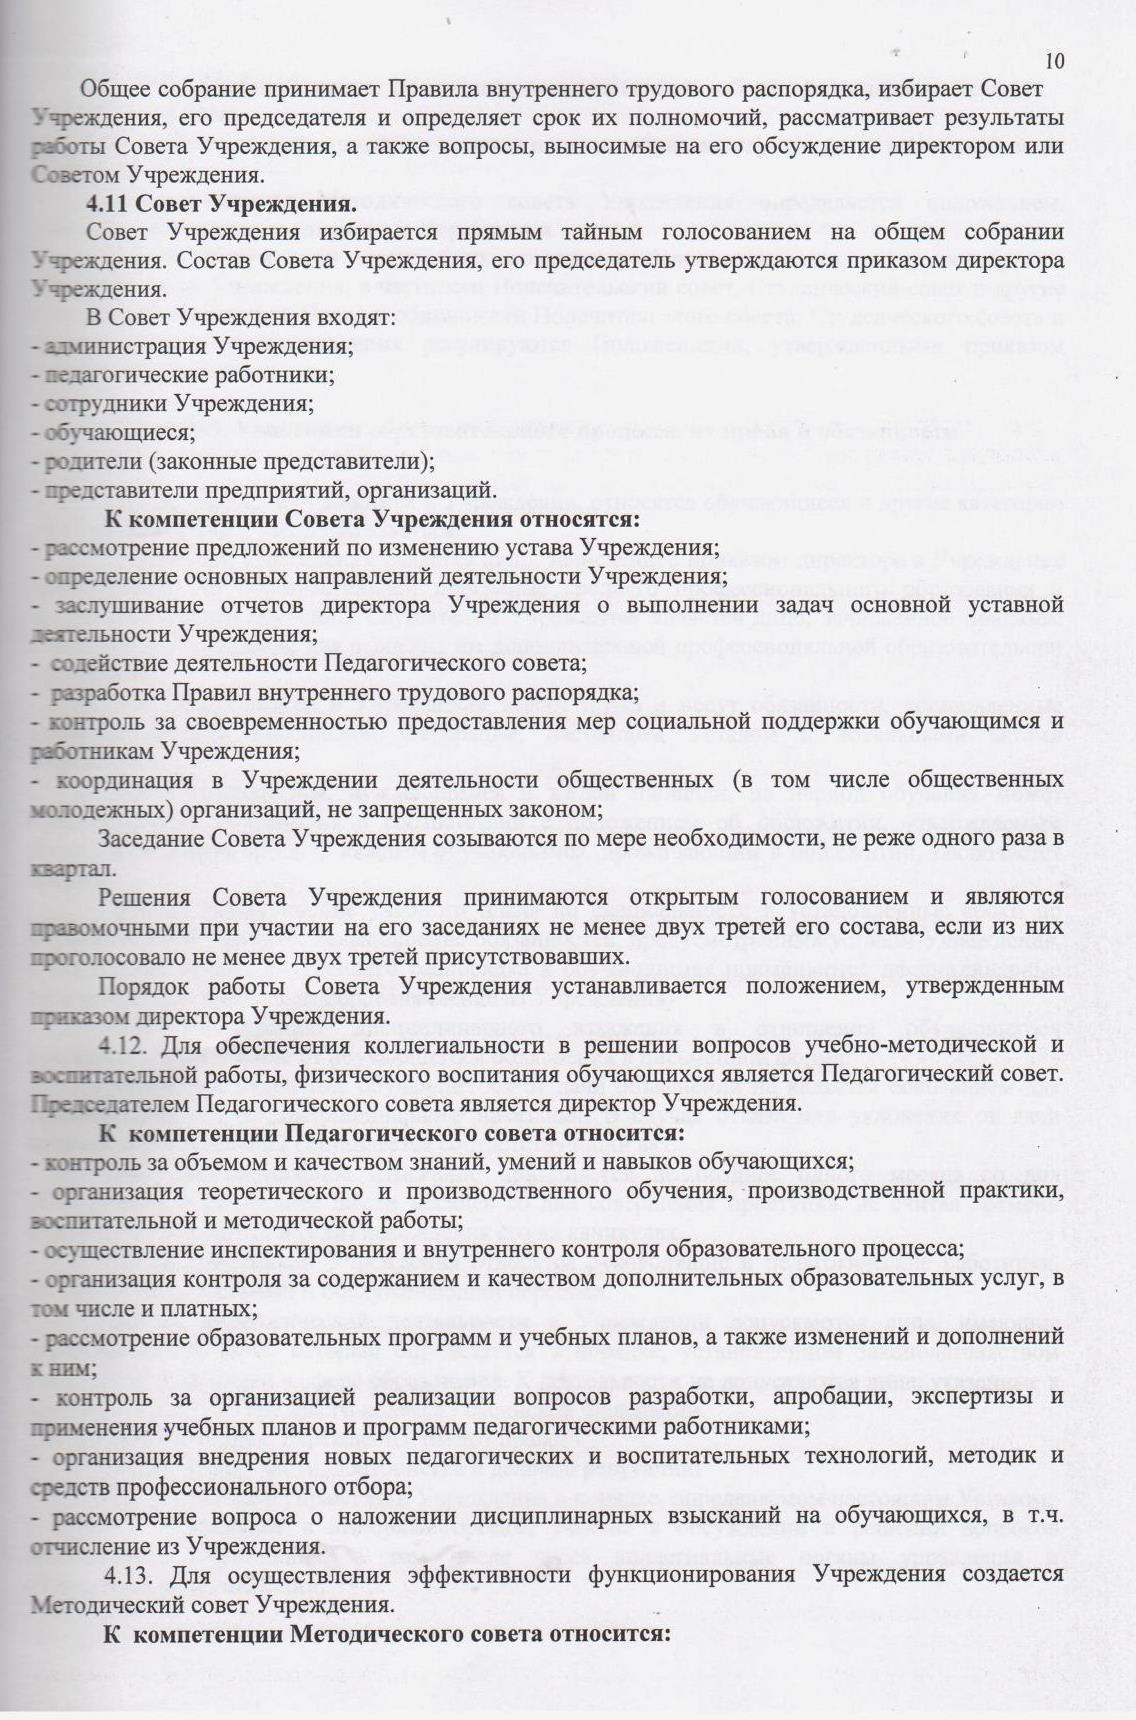 10
Общее собрание принимает Правила внутреннего трудового распорядка, избирает Совет
Учреждения, его председателя и определяет срок их полномочий, рассматривает результаты
работы Совета Учреждения, а также вопросы, выносимые на его обсуждение директором или
Советом Учреждения.
4.11 Совет Учреждения.
Совет Учреждения избирается прямым тайным голосованием на общем собрании
Учреждения. Состав Совета Учреждения, его председатель утверждаются приказом директора
Учреждения.
В Совет Учреждения входят:
- администрация Учреждения;
- педагогические работники;
- сотрудники Учреждения;
- обучающиеся;
- родители (законные представители);
- представители предприятий, организаций.
К компетенции Совета Учреждения относятся:
- рассмотрение предложений по изменению устава Учреждения;
- определение основных направлений деятельности Учреждения;
- заслушивание отчетов директора Учреждения о выполнении задач основной уставной
деятельности Учреждения;
- содействие деятельности Педагогического совета;
- разработка Правил внутреннего трудового распорядка;
- контроль за своевременностью предоставления мер социальной поддержки обучающимся и
работникам Учреждения;
- координация в Учреждении деятельности общественных (в том числе общественных
молодежных) организаций, не запрещенных законом;
Заседание Совета Учреждения созываются по мере необходимости, не реже одного раза в
квартал.
Решения Совета Учреждения принимаются открытым голосованием и являются
правомочными при участии на его заседаниях не менее двух третей его состава, если из них
проголосовало не менее двух третей присутствовавших.
Порядок работы Совета Учреждения устанавливается положением, утвержденным
приказом директора Учреждения.
4.12. Для обеспечения коллегиальности в решении вопросов учебно-методической и
воспитательной работы, физического воспитания обучающихся является Педагогический совет.
Председателем Педагогического совета является директор Учреждения.
К компетенции Педагогического совета относится:
- контроль за объемом и качеством знаний, умений и навыков обучающихся;
- организация теоретического и производственного обучения, производственной практики,
воспитательной и методической работы;
- осуществление инспектирования и внутреннего контроля образовательного процесса;
- организация контроля за содержанием и качеством дополнительных образовательных услуг, в
том числе и платных;
- рассмотрение образовательных программ и учебных планов, а также изменений и дополнений
к ним;
- контроль за организацией реализации вопросов разработки, апробации, экспертизы и
применения учебных планов и программ педагогическими работниками;
- организация внедрения новых педагогических и воспитательных технологий, методик и
средств профессионального отбора;
- рассмотрение вопроса о наложении дисциплинарных взысканий на обучающихся, в т.ч.
отчисление из Учреждения.
4.13. Для осуществления эффективности функционирования Учреждения создается
Методический совет Учреждения.
К компетенции Методического совета относится: